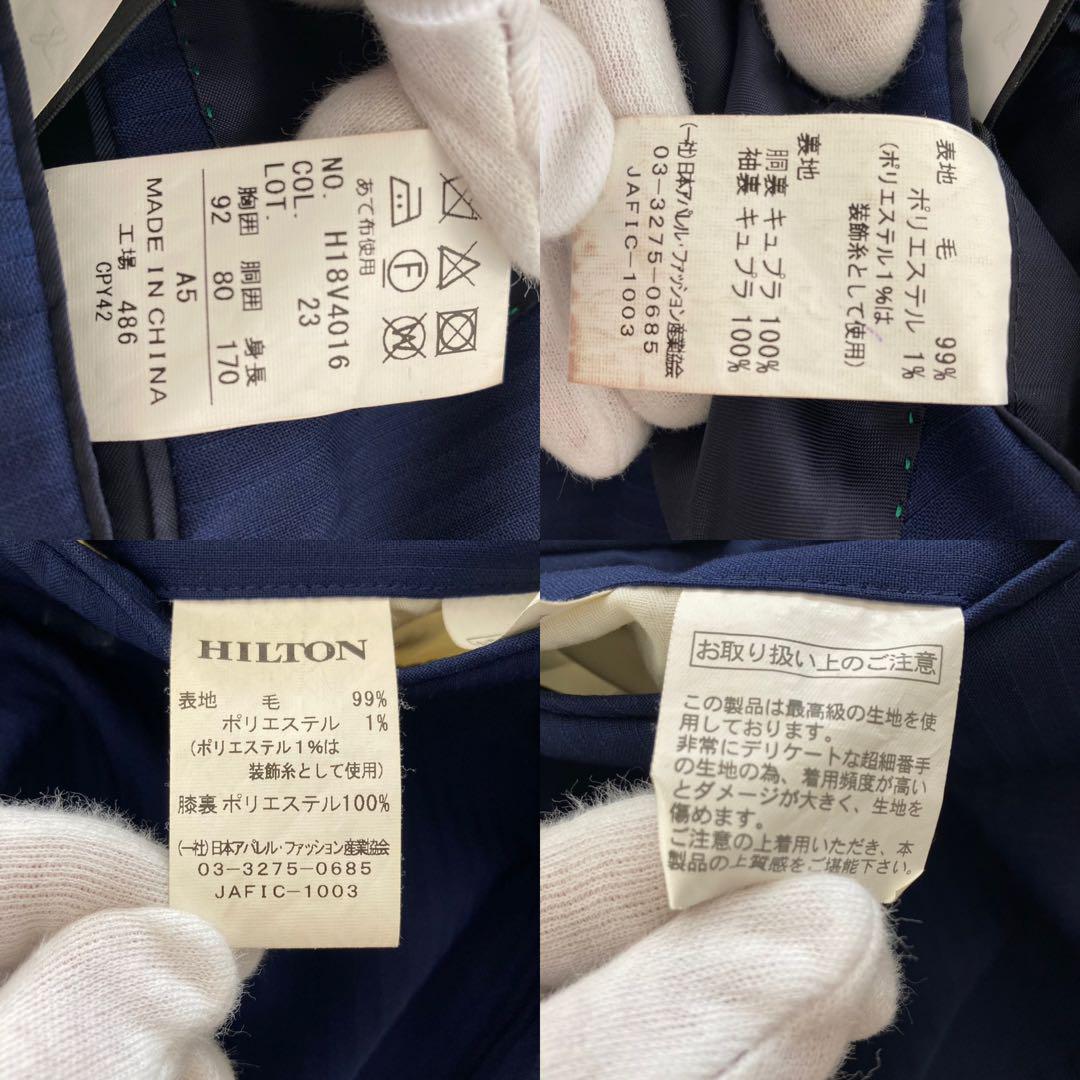 あて布使用
NO. H18V4016
COL. 23
LOT.
胸囲 胴囲 身長
92 80 170
A5
MADE IN CHINA
工場 486
CPY42
表地 毛 99%
ポリエステル 1%
(ポリエステル1%は
装飾糸として使用)
裏地
胴裏 キュプラ 100%
袖裏 キュプラ 100%
(一社)日本アパレル・ファッション産業協会
03-3275-0685
JAFIC-1003
HILTON
表地 毛 99%
ポリエステル 1%
(ポリエステル1%は
装飾糸として使用)
膝裏 ポリエステル100%
(一社)日本アパレル・ファッション産業協会
03-3275-0685
JAFIC-1003
お取り扱い上のご注意
この製品は最高級の生地を使
用しております。
非常にデリケートな超細番手
の生地の為、着用頻度が高い
とダメージが大きく、生地を
傷めます。
ご注意の上着用いただき、本
製品の上質感をご堪能下さい。